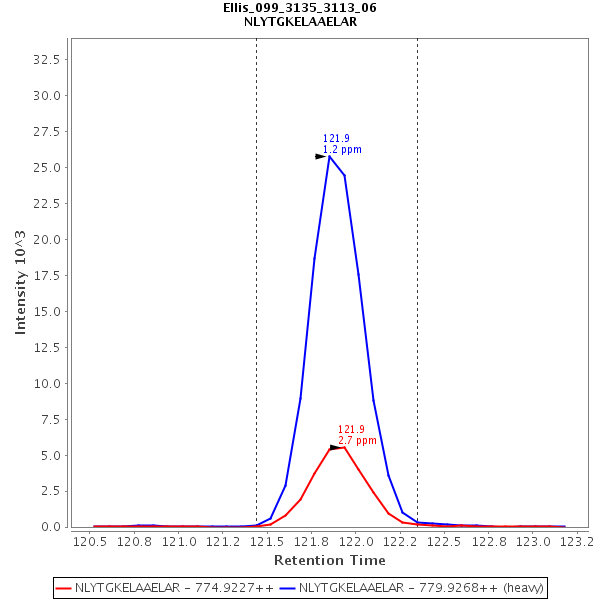 Ellis_099_3135_3113_06
NLYTGKELAAELAR
Intensity 10^3
32.5
30.0
27.5
25.0
22.5
20.0
17.5
15.0
12.5
10.0
7.5
5.0
2.5
0.0
121.9
1.2 ppm
121.9
2.7 ppm
120.5 120.8 121.0 121.2 121.5 121.8 122.0 122.2 122.5 122.8 123.0 123.2
Retention Time
NLYTGKELAAELAR - 774.9227++ NLYTGKELAAELAR - 779.9268++ (heavy)